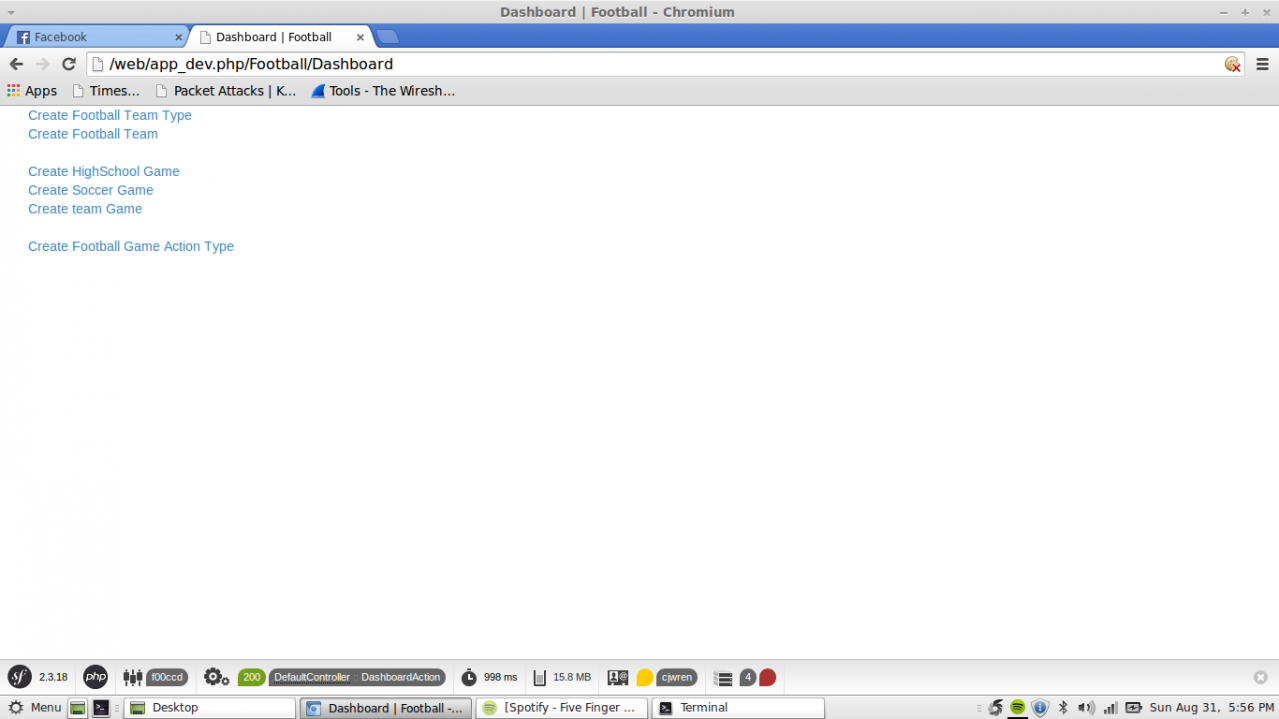 Dashboard | Football - Chromium
Facebook
Dashboard | Football
/web/app_dev.php/Football/Dashboard
Apps Times... Packet Attacks | K... Tools - The Wiresh...
Create Football Team Type
Create Football Team
Create HighSchool Game
Create Soccer Game
Create team Game
Create Football Game Action Type
sf 2.3.18 php f00ccd 200 DefaultController :: DashboardAction 998 ms 15.8 MB cjwren 4
Menu Desktop Dashboard | Football -... [Spotify - Five Finger ... Terminal Sun Aug 31, 5:56 PM